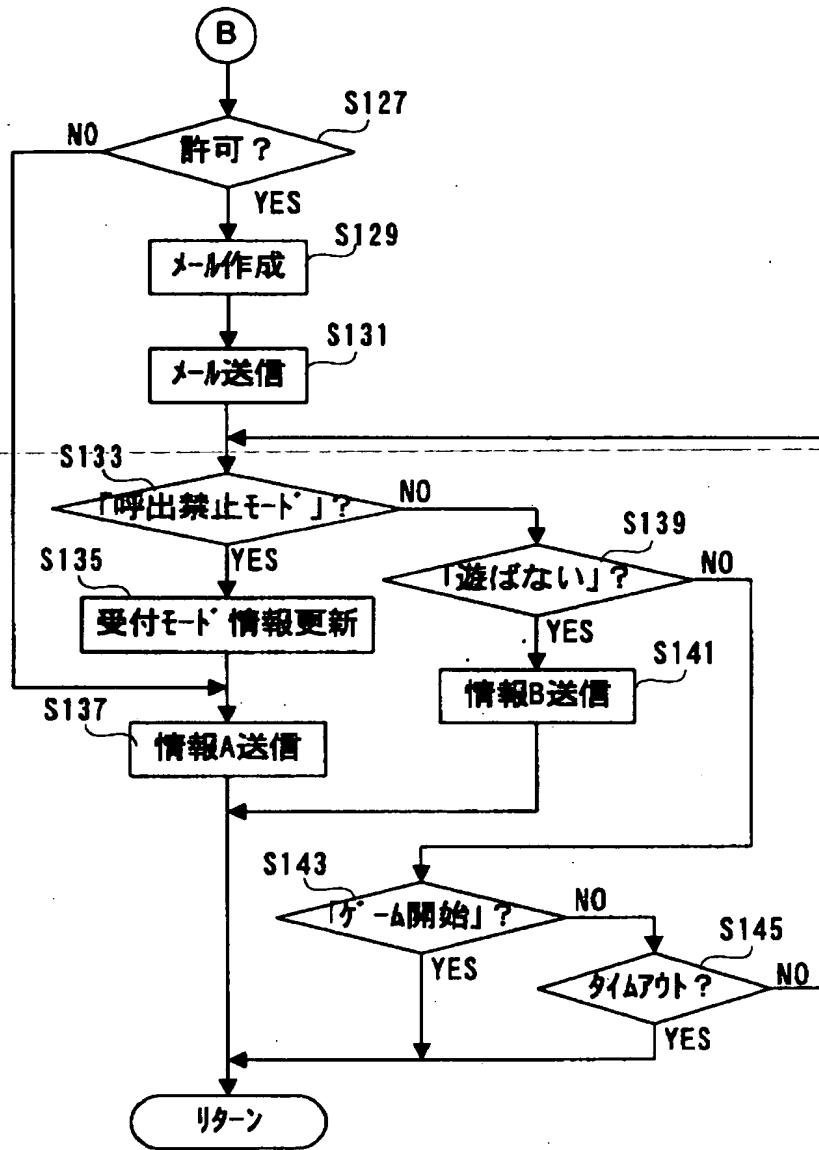 B
S127
NO
許可？
YES
S129
メール作成
S131
メール送信
S133
「呼出禁止モード」？
NO
S139
YES
「遊ばない」？
NO
S135
受付モード情報更新
YES
S141
情報B送信
S137
情報A送信
S143
「ゲーム開始」？
NO
S145
YES
タイムアウト？
NO
YES
リターン